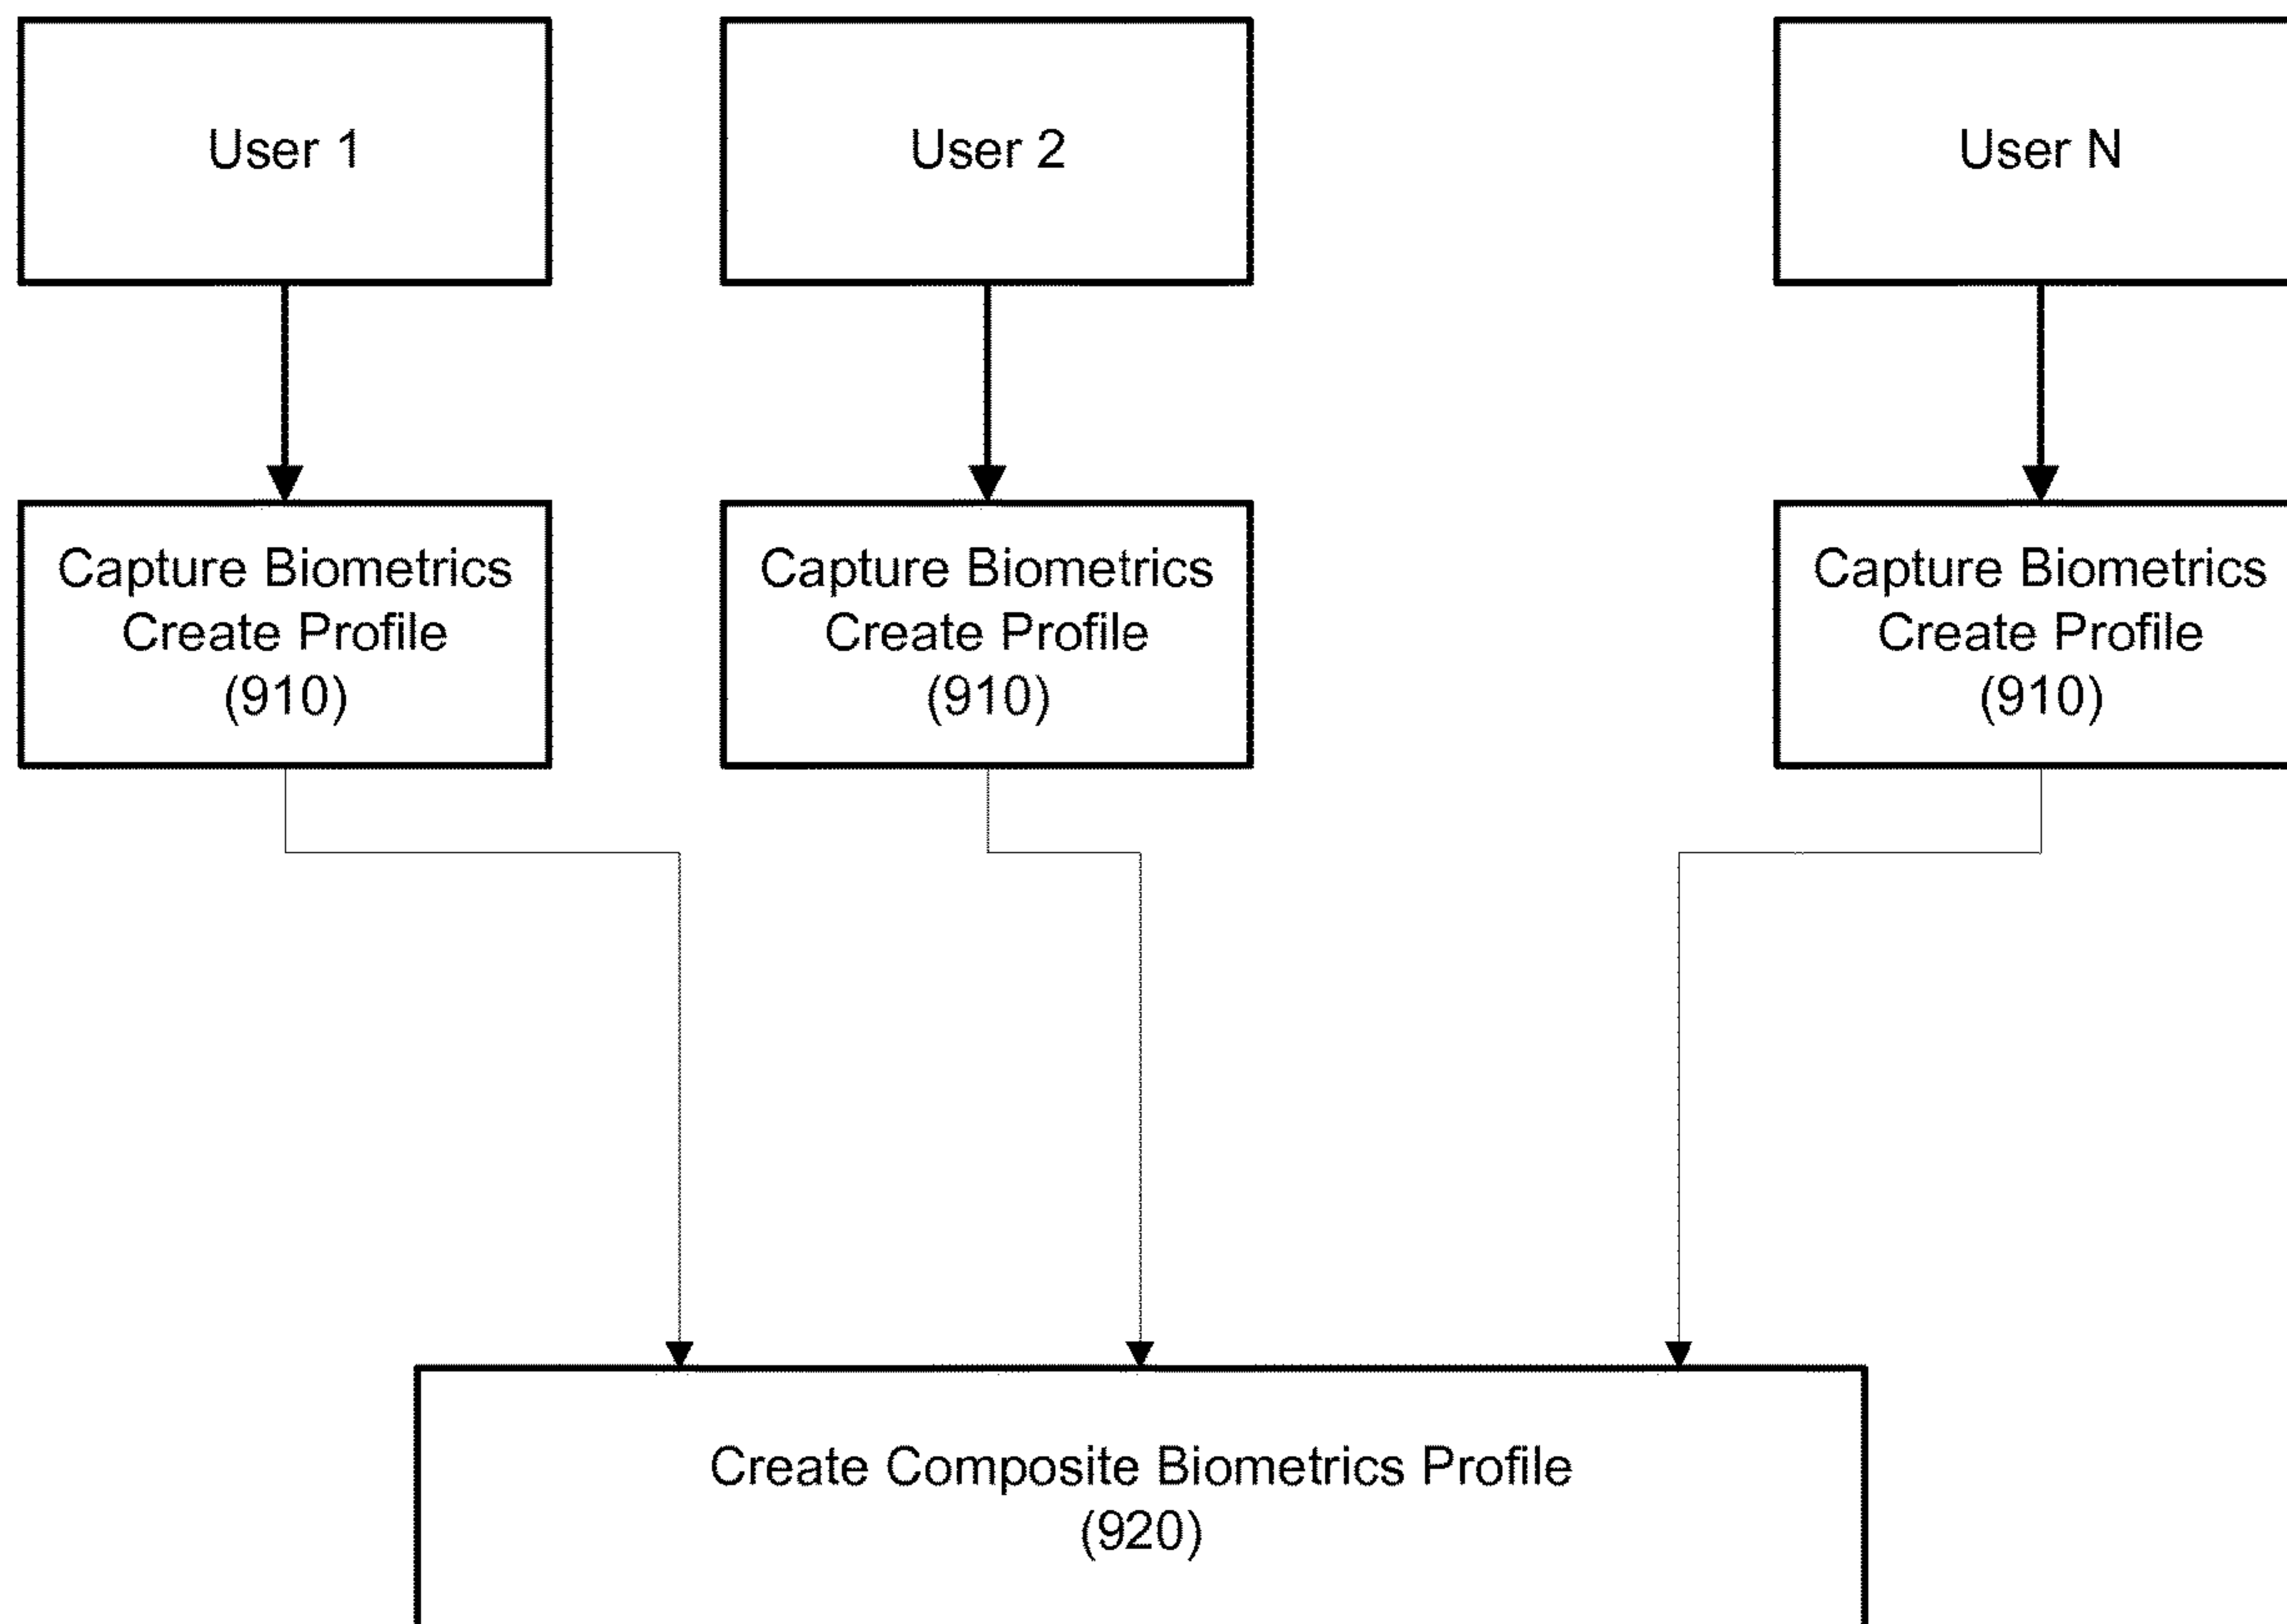 User 1
User 2
User N
Capture Biometrics
Create Profile
(910)
Capture Biometrics
Create Profile
(910)
Capture Biometrics
Create Profile
(910)
Create Composite Biometrics Profile
(920)